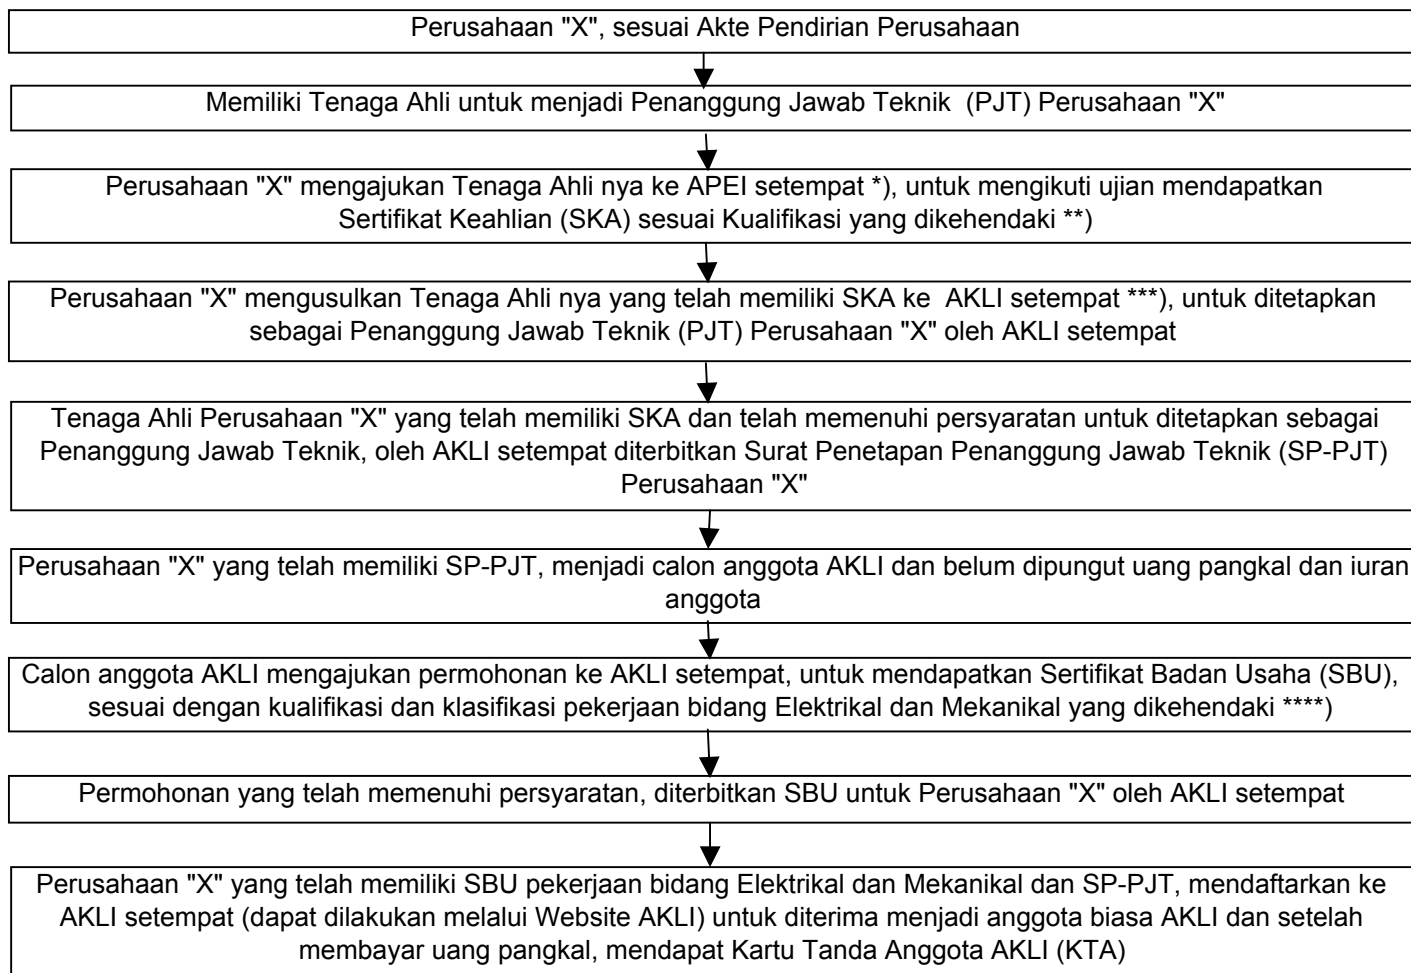 Perusahaan "X", sesuai Akte Pendirian Perusahaan
Memiliki Tenaga Ahli untuk menjadi Penanggung Jawab Teknik (PJT) Perusahaan "X"
Perusahaan "X" mengajukan Tenaga Ahli nya ke APEI setempat *), untuk mengikuti ujian mendapatkan
Sertifikat Keahlian (SKA) sesuai Kualifikasi yang dikehendaki **)
Perusahaan "X" mengusulkan Tenaga Ahli nya yang telah memiliki SKA ke AKLI setempat ***), untuk ditetapkan
sebagai Penanggung Jawab Teknik (PJT) Perusahaan "X" oleh AKLI setempat
Tenaga Ahli Perusahaan "X" yang telah memiliki SKA dan telah memenuhi persyaratan untuk ditetapkan sebagai
Penanggung Jawab Teknik, oleh AKLI setempat diterbitkan Surat Penetapan Penanggung Jawab Teknik (SP-PJT)
Perusahaan "X"
Perusahaan "X" yang telah memiliki SP-PJT, menjadi calon anggota AKLI dan belum dipungut uang pangkal dan iuran
anggota
Calon anggota AKLI mengajukan permohonan ke AKLI setempat, untuk mendapatkan Sertifikat Badan Usaha (SBU),
sesuai dengan kualifikasi dan klasifikasi pekerjaan bidang Elektrikal dan Mekanikal yang dikehendaki ****)
Permohonan yang telah memenuhi persyaratan, diterbitkan SBU untuk Perusahaan "X" oleh AKLI setempat
Perusahaan "X" yang telah memiliki SBU pekerjaan bidang Elektrikal dan Mekanikal dan SP-PJT, mendaftarkan ke
AKLI setempat (dapat dilakukan melalui Website AKLI) untuk diterima menjadi anggota biasa AKLI dan setelah
membayar uang pangkal, mendapat Kartu Tanda Anggota AKLI (KTA)